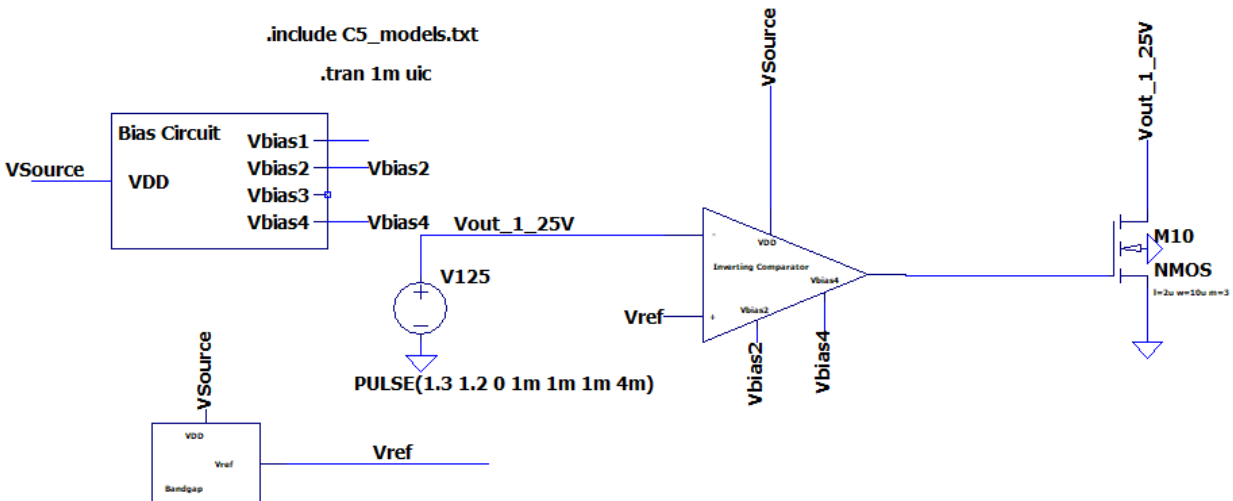 .include C5_models.txt
.tran 1m uic
Bias Circuit
VDD
Vbias1
Vbias2
Vbias3
Vbias4
VSource
Vbias2
Vbias4
Vout_1_25V
V125
PULSE(1.3 1.2 0 1m 1m 1m 4m)
Vref
VSource
-
VDD
Inverting Comparator
Vbias4
Vbias2
+
Vbias2
Vbias4
Vout_1_25V
M10
NMOS
l=2u w=10u m=3
VSource
VDD
Vref
Bandgap
Vref